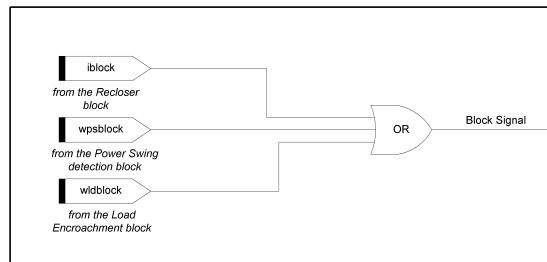 iblock
from the Recloser
block
wpsblock
from the Power Swing
detection block
wldblock
from the Load
Encroachment block
OR
Block Signal